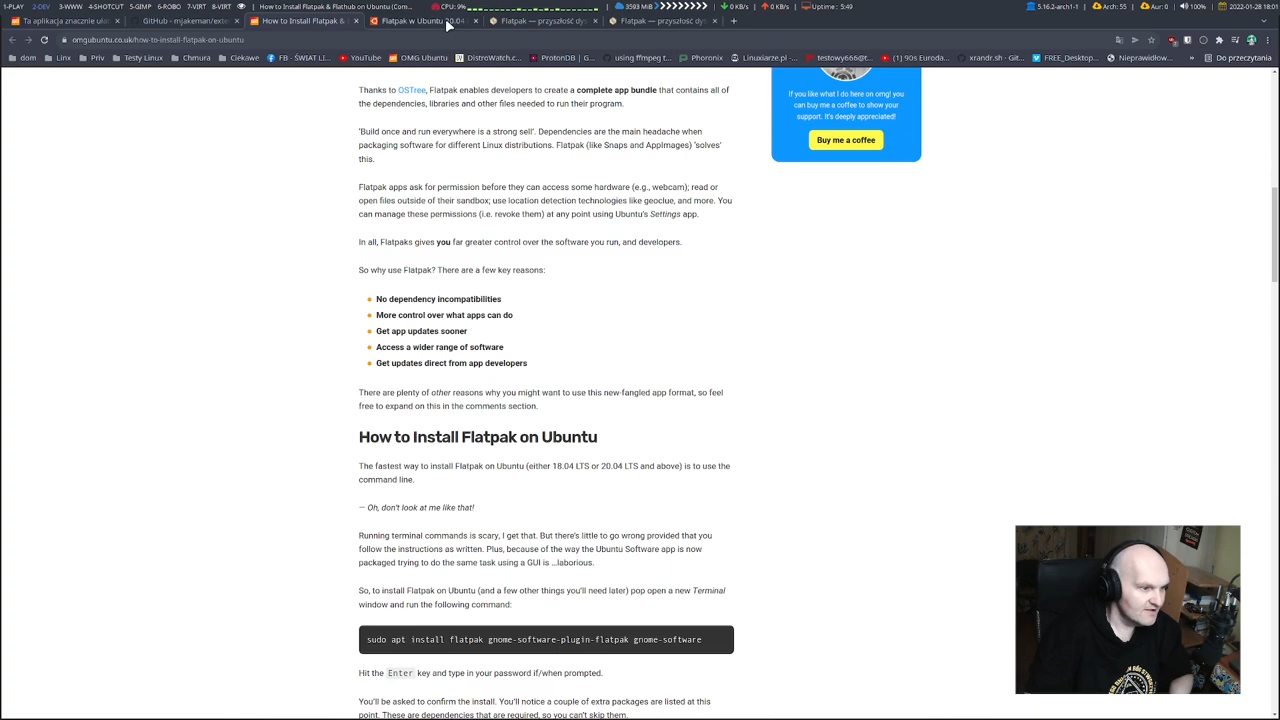 1-PLAY 2-DEV 3-WWW 4-SHOTCUT 5-GIMP 6-ROBO 7-VIRT How to Install Flatpak & Flathub on Ubuntu (Com... CPU: 9% 3593 MiB 0 KB/s 0 KB/s Uptime : 5:49 5.16.2-arch1-1 Arch: 55 Aur: 4 100% 2022-01-28 18:01
Ta aplikacja znacznie ułat GitHub - mjakeman/exter How to Install Flatpak & F Flatpak w Ubuntu 20.04 Flatpak — przyszłość dys Flatpak — przyszłość dys
omgubuntu.co.uk/how-to-install-flatpak-on-ubuntu
dom Linx Priv Testy Linux Chmura Ciekawe FB - ŚWIAT LI... YouTube OMG Ubuntu DistroWatch.c... ProtonDB | G... using ffmpeg t... Phoronix Linuxiarze.pl -... testowy666@t... (1) 90s Euroda... xrandr.sh · Git... FREE_Desktop... Nieprawidłow... Do przeczytania
Thanks to OSTree, Flatpak enables developers to create a complete app bundle that contains all of
the dependencies, libraries and other files needed to run their program.
‘Build once and run everywhere is a strong sell’. Dependencies are the main headache when
packaging software for different Linux distributions. Flatpak (like Snaps and AppImages) ‘solves’
this.
Flatpak apps ask for permission before they can access some hardware (e.g., webcam); read or
open files outside of their sandbox; use location detection technologies like geoclue, and more. You
can manage these permissions (i.e. revoke them) at any point using Ubuntu's Settings app.
In all, Flatpaks gives you far greater control over the software you run, and developers.
So why use Flatpak? There are a few key reasons:
No dependency incompatibilities
More control over what apps can do
Get app updates sooner
Access a wider range of software
Get updates direct from app developers
There are plenty of other reasons why you might want to use this new-fangled app format, so feel
free to expand on this in the comments section.
How to Install Flatpak on Ubuntu
The fastest way to install Flatpak on Ubuntu (either 18.04 LTS or 20.04 LTS and above) is to use the
command line.
— Oh, don't look at me like that!
Running terminal commands is scary, I get that. But there's little to go wrong provided that you
follow the instructions as written. Plus, because of the way the Ubuntu Software app is now
packaged trying to do the same task using a GUI is …laborious.
So, to install Flatpak on Ubuntu (and a few other things you'll need later) pop open a new Terminal
window and run the following command:
sudo apt install flatpak gnome-software-plugin-flatpak gnome-software
Hit the Enter key and type in your password if/when prompted.
You'll be asked to confirm the install. You'll notice a couple of extra packages are listed at this
point. These are dependencies that are required, so you can't skip them.
If you like what I do here on omg! you
can buy me a coffee to show your
support. It's deeply appreciated!
Buy me a coffee